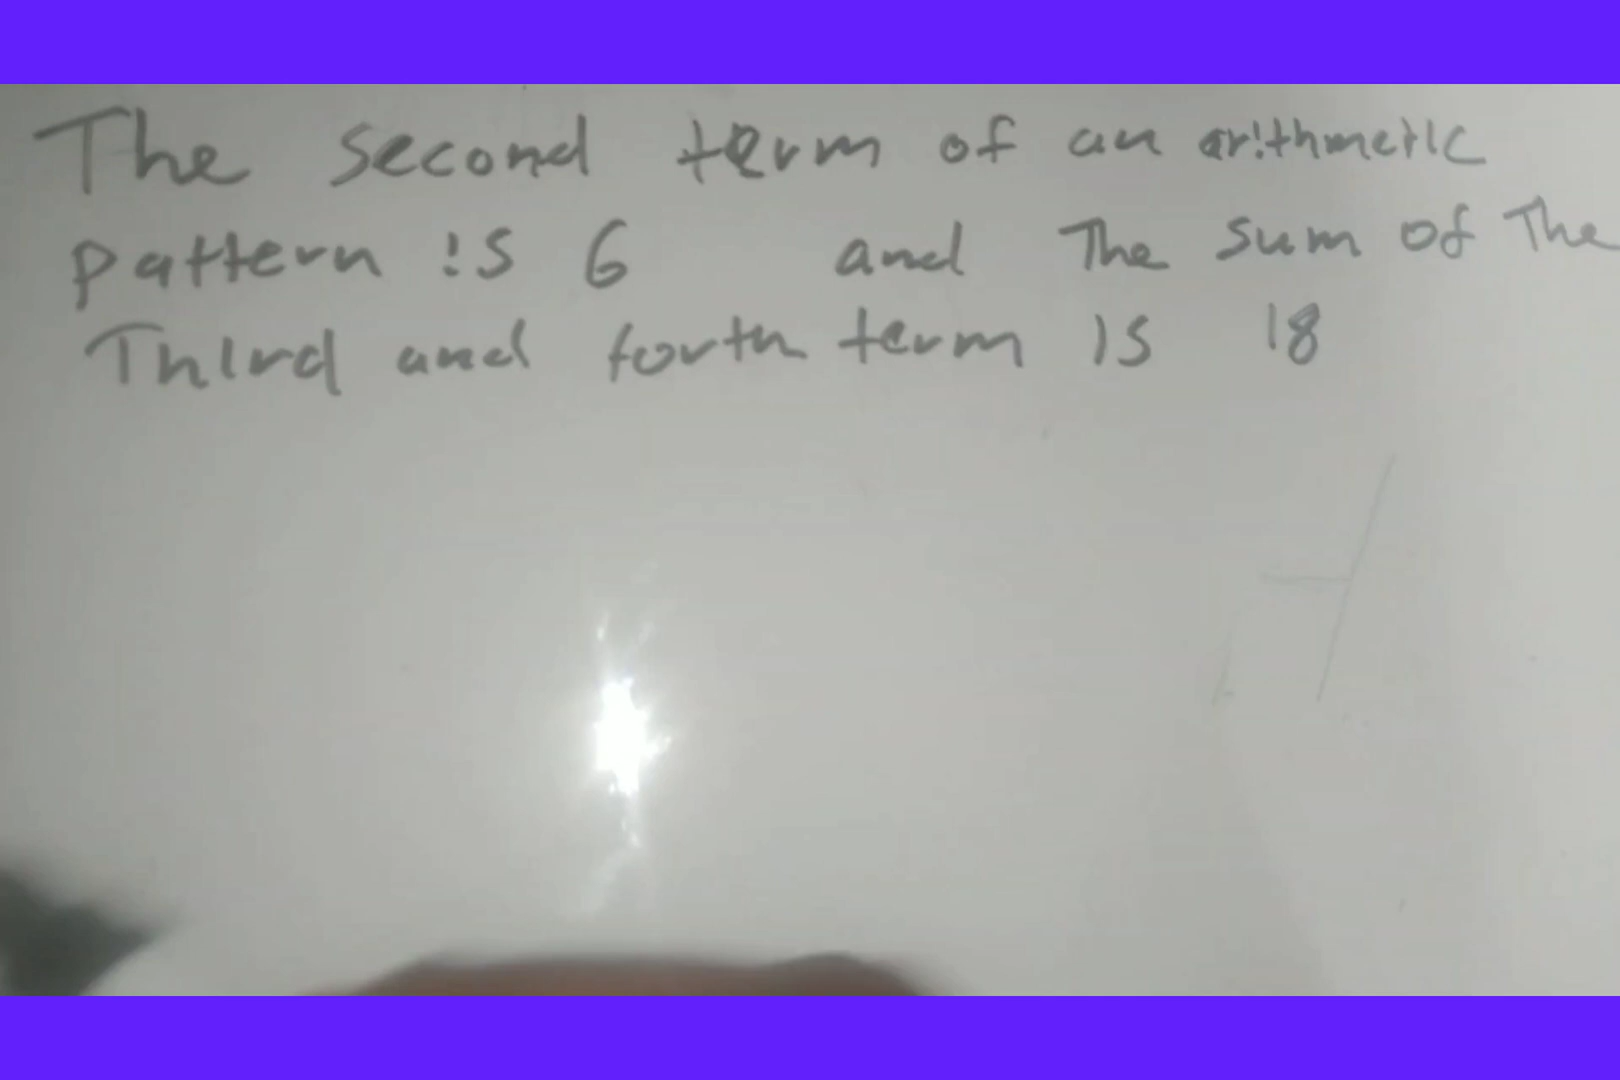 The second term of an arithmetic
pattern is 6 and The sum of The
Third and forth term is 18